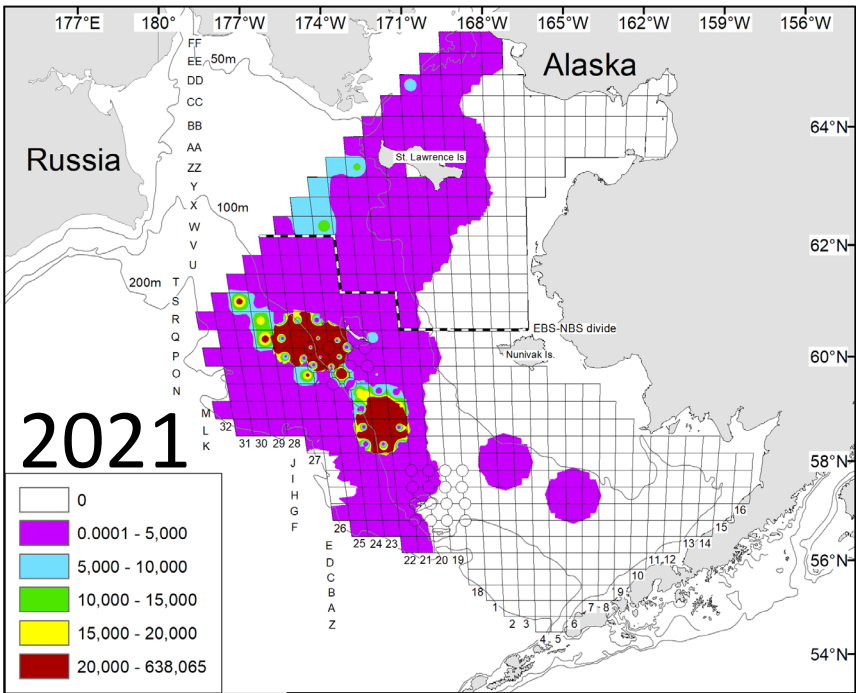 177°E 180° 177°W 174°W 171°W 168°W 165°W 162°W 159°W 156°W
Alaska
Russia
St. Lawrence Is
64°N
62°N
60°N
58°N
56°N
54°N
50m
100m
200m
FF
EE
DD
CC
BB
AA
ZZ
Y
X
W
V
U
T
S
R
Q
P
O
N
M
L
K
J
I
H
G
F
E
D
C
B
A
Z
EBS-NBS divide
Nunivak Is.
32
31 30 29 28
27
26
25 24 23
22 21 20 19
18
1
2 3
4 5
6
7 8
9
10
11 12
13 14
15
16
2021
0
0.0001 - 5,000
5,000 - 10,000
10,000 - 15,000
15,000 - 20,000
20,000 - 638,065